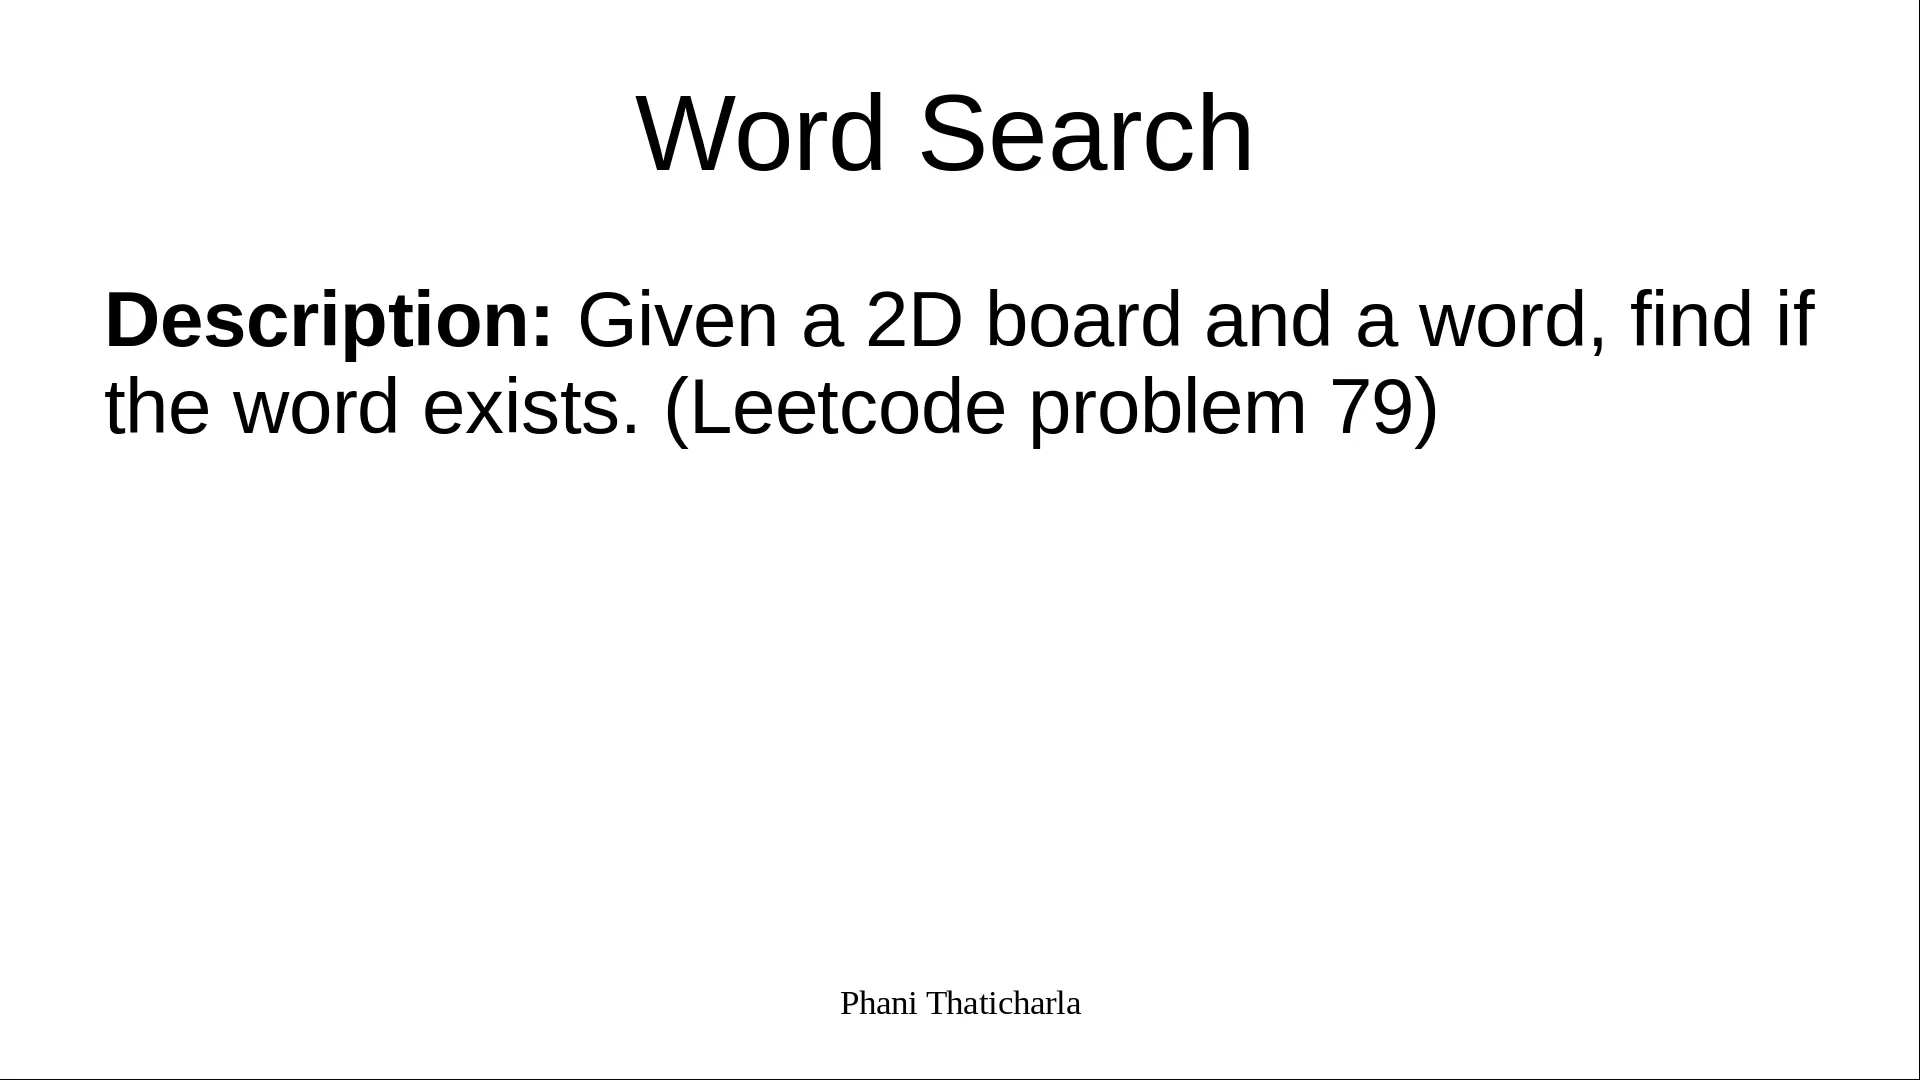 Word Search
Description: Given a 2D board and a word, find if
the word exists. (Leetcode problem 79)
Phani Thaticharla